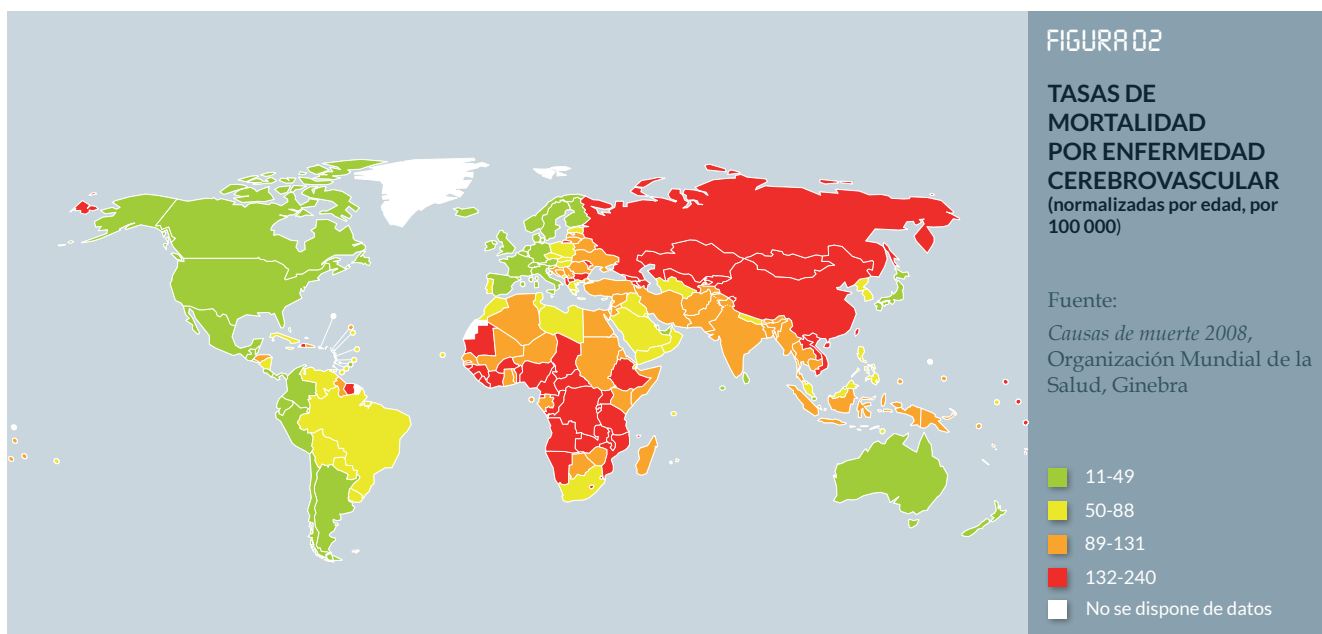 FIGURA 02
TASAS DE
MORTALIDAD
POR ENFERMEDAD
CEREBROVASCULAR
(normalizadas por edad, por
100 000)
Fuente:
Causas de muerte 2008,
Organización Mundial de la
Salud, Ginebra
11-49
50-88
89-131
132-240
No se dispone de datos